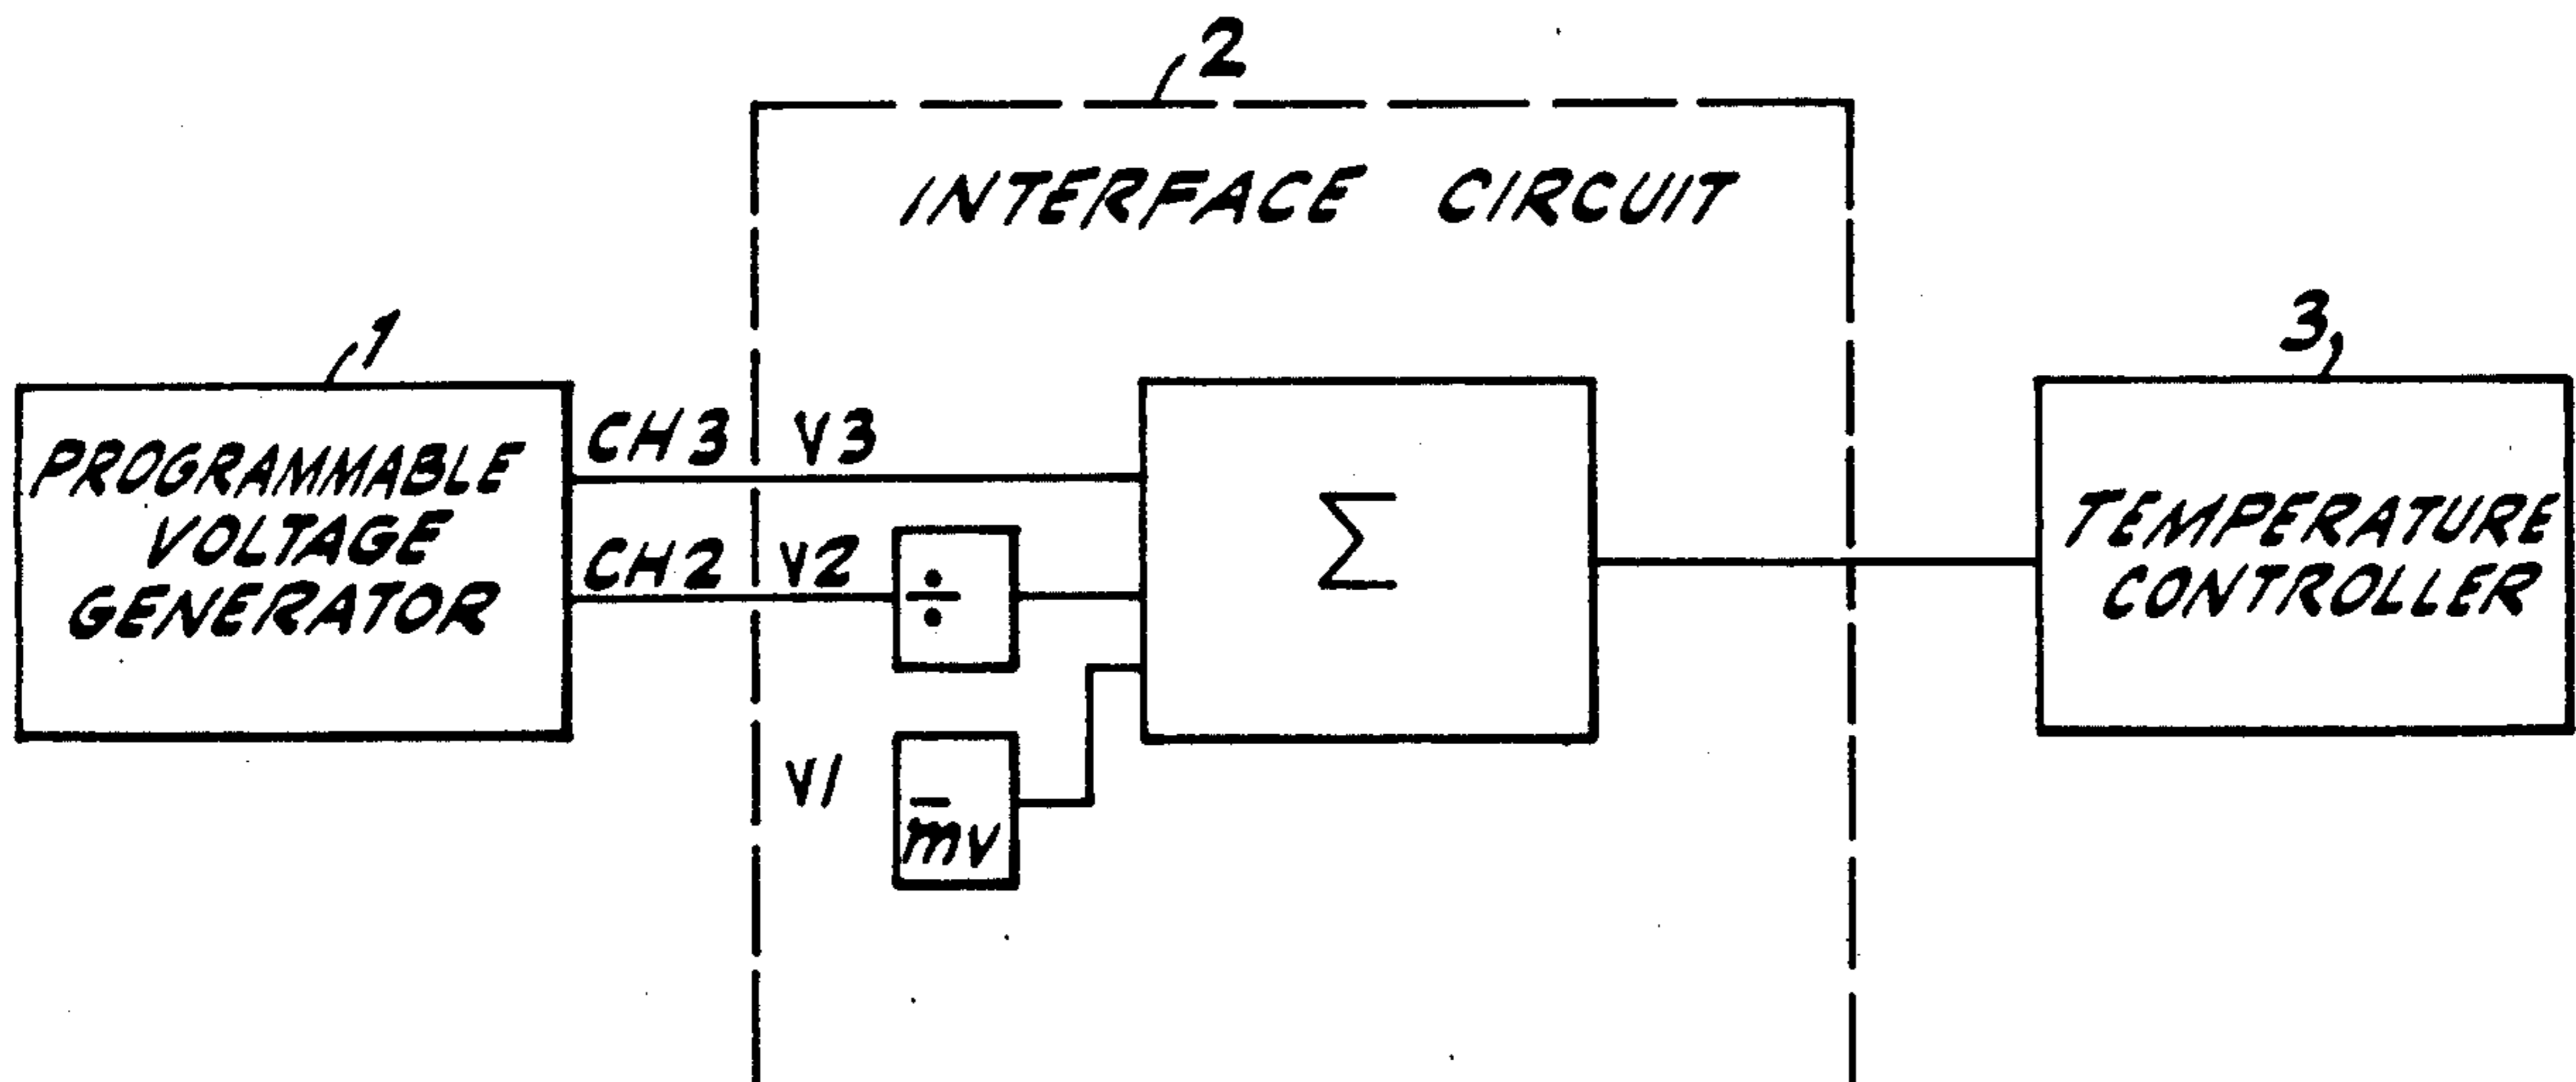 2
INTERFACE CIRCUIT
1
3
PROGRAMMABLE
VOLTAGE
GENERATOR
CH3 V3
CH2 V2
÷
V1
mv
Σ
TEMPERATURE
CONTROLLER